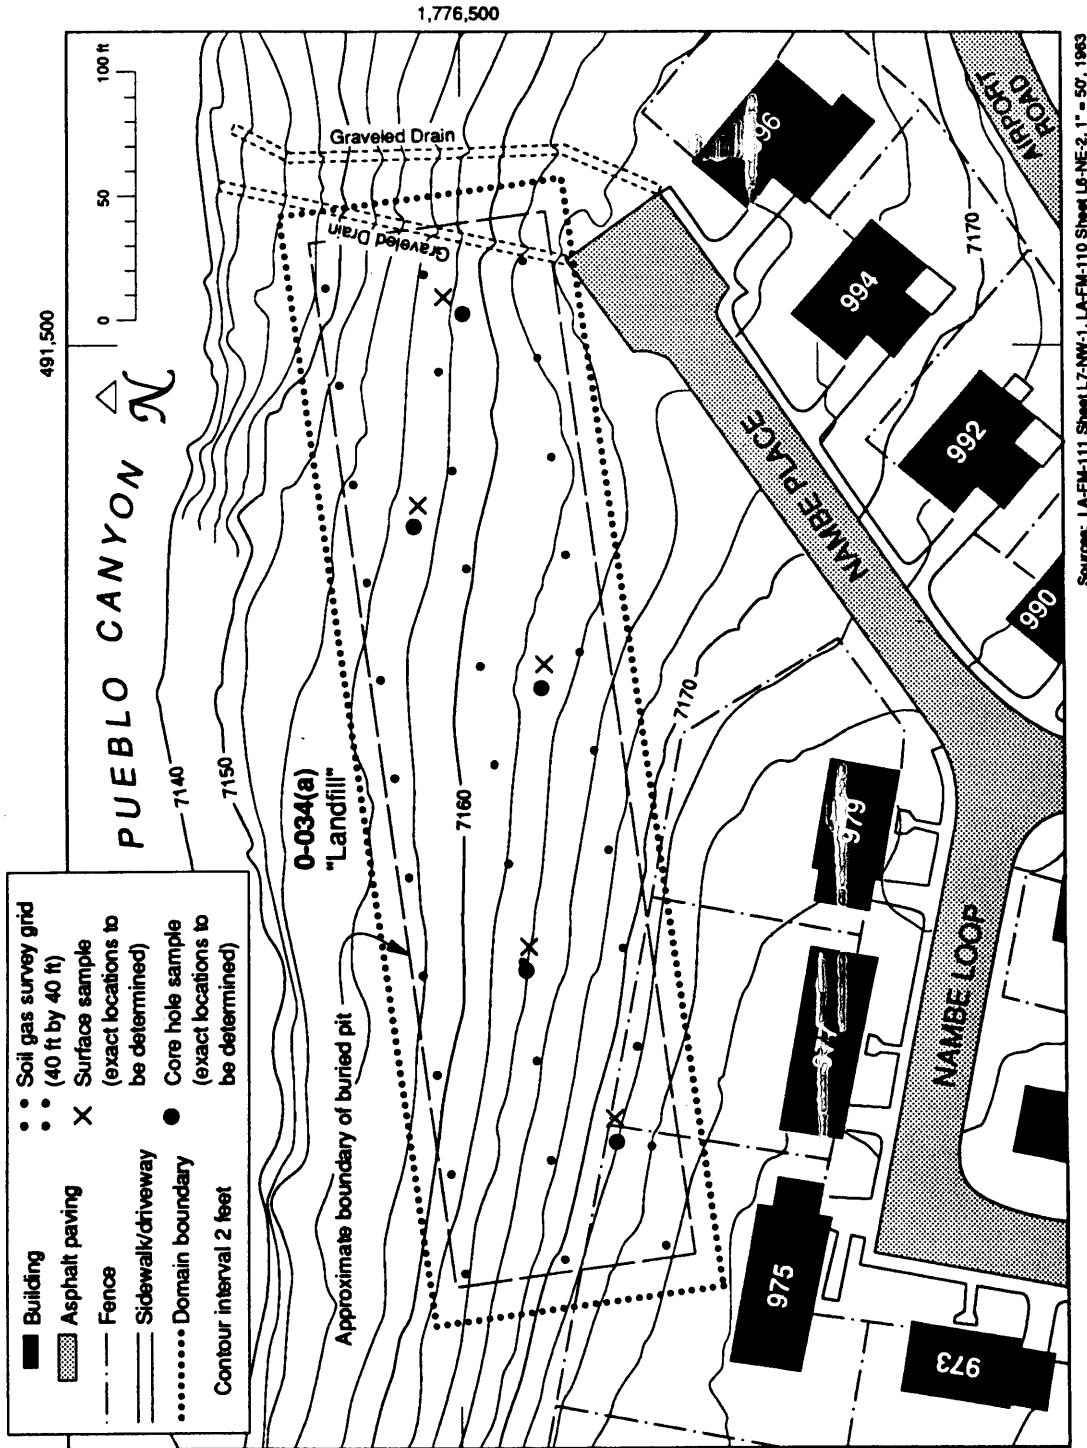 1,776,500
491,500
0
50
100 ft
N
PUEBLO CANYON
Graveled Drain
Graveled Drain
7140
7150
7160
7170
7170
0-034(a)
"Landfill"
Approximate boundary of buried pit
Building
Asphalt paving
Fence
Sidewalk/driveway
Domain boundary
Contour interval 2 feet
Soil gas survey grid
(40 ft by 40 ft)
Surface sample
(exact locations to
be determined)
Core hole sample
(exact locations to
be determined)
NAMBE PLACE
NAMBE LOOP
AIRPORT
ROAD
994
992
990
979
975
973
Sources: LA-FM-111 Sheet L7-NW-1, LA-FM-110 Sheet L6-NE-2, 1" = 50', 1963